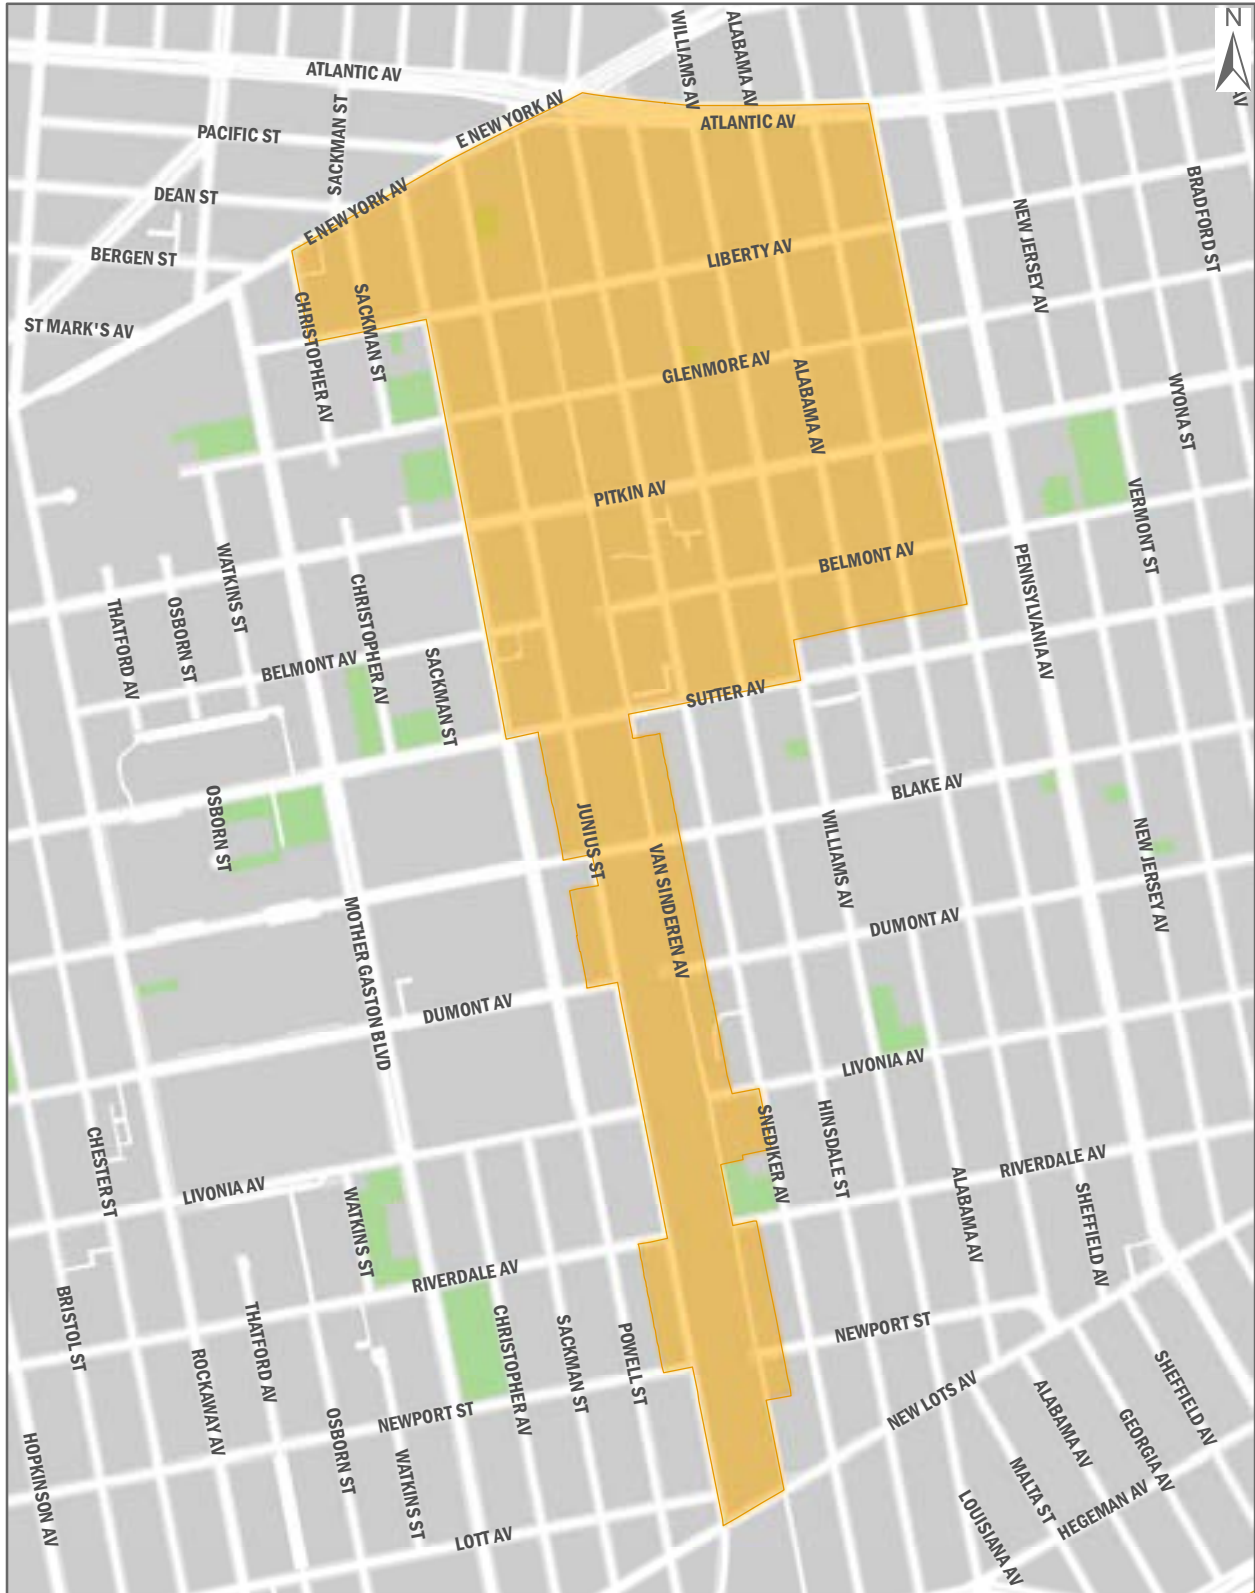 N
WILLIAMS AV
ALABAMA AV
AV
ATLANTIC AV
E NEW YORK AV
ATLANTIC AV
PACIFIC ST
SACKMAN ST
DEAN ST
E NEW YORK AV
BRADFORD ST
NEW JERSEY AV
BERGEN ST
LIBERTY AV
CHRISTOPHER AV
SACKMAN ST
ST MARK'S AV
GLENMORE AV
ALABAMA AV
WYONA ST
PITKIN AV
VERMONT ST
BELMONT AV
WATKINS ST
PENNSYLVANIA AV
CHRISTOPHER AV
THATFORD AV
OSBORN ST
BELMONT AV
SACKMAN ST
SUTTER AV
OSBORN ST
BLAKE AV
JUNIUS ST
WILLIAMS AV
NEW JERSEY AV
VAN SINDEREN AV
MOTHER GASTON BLVD
DUMONT AV
DUMONT AV
LIVONIA AV
CHESTER ST
SNEDIKER AV
HINSDALE ST
RIVERDALE AV
LIVONIA AV
WATKINS ST
ALABAMA AV
SHEFFIELD AV
RIVERDALE AV
BRISTOL ST
THATFORD AV
CHRISTOPHER AV
SACKMAN ST
POWELL ST
NEWPORT ST
ROCKAWAY AV
SHEFFIELD AV
NEW LOTS AV
ALABAMA AV
OSBORN ST
NEWPORT ST
GEORGIA AV
HOPKINSON AV
WATKINS ST
MALTA ST
LOUISIANA AV
HEGEMAN AV
LOTT AV